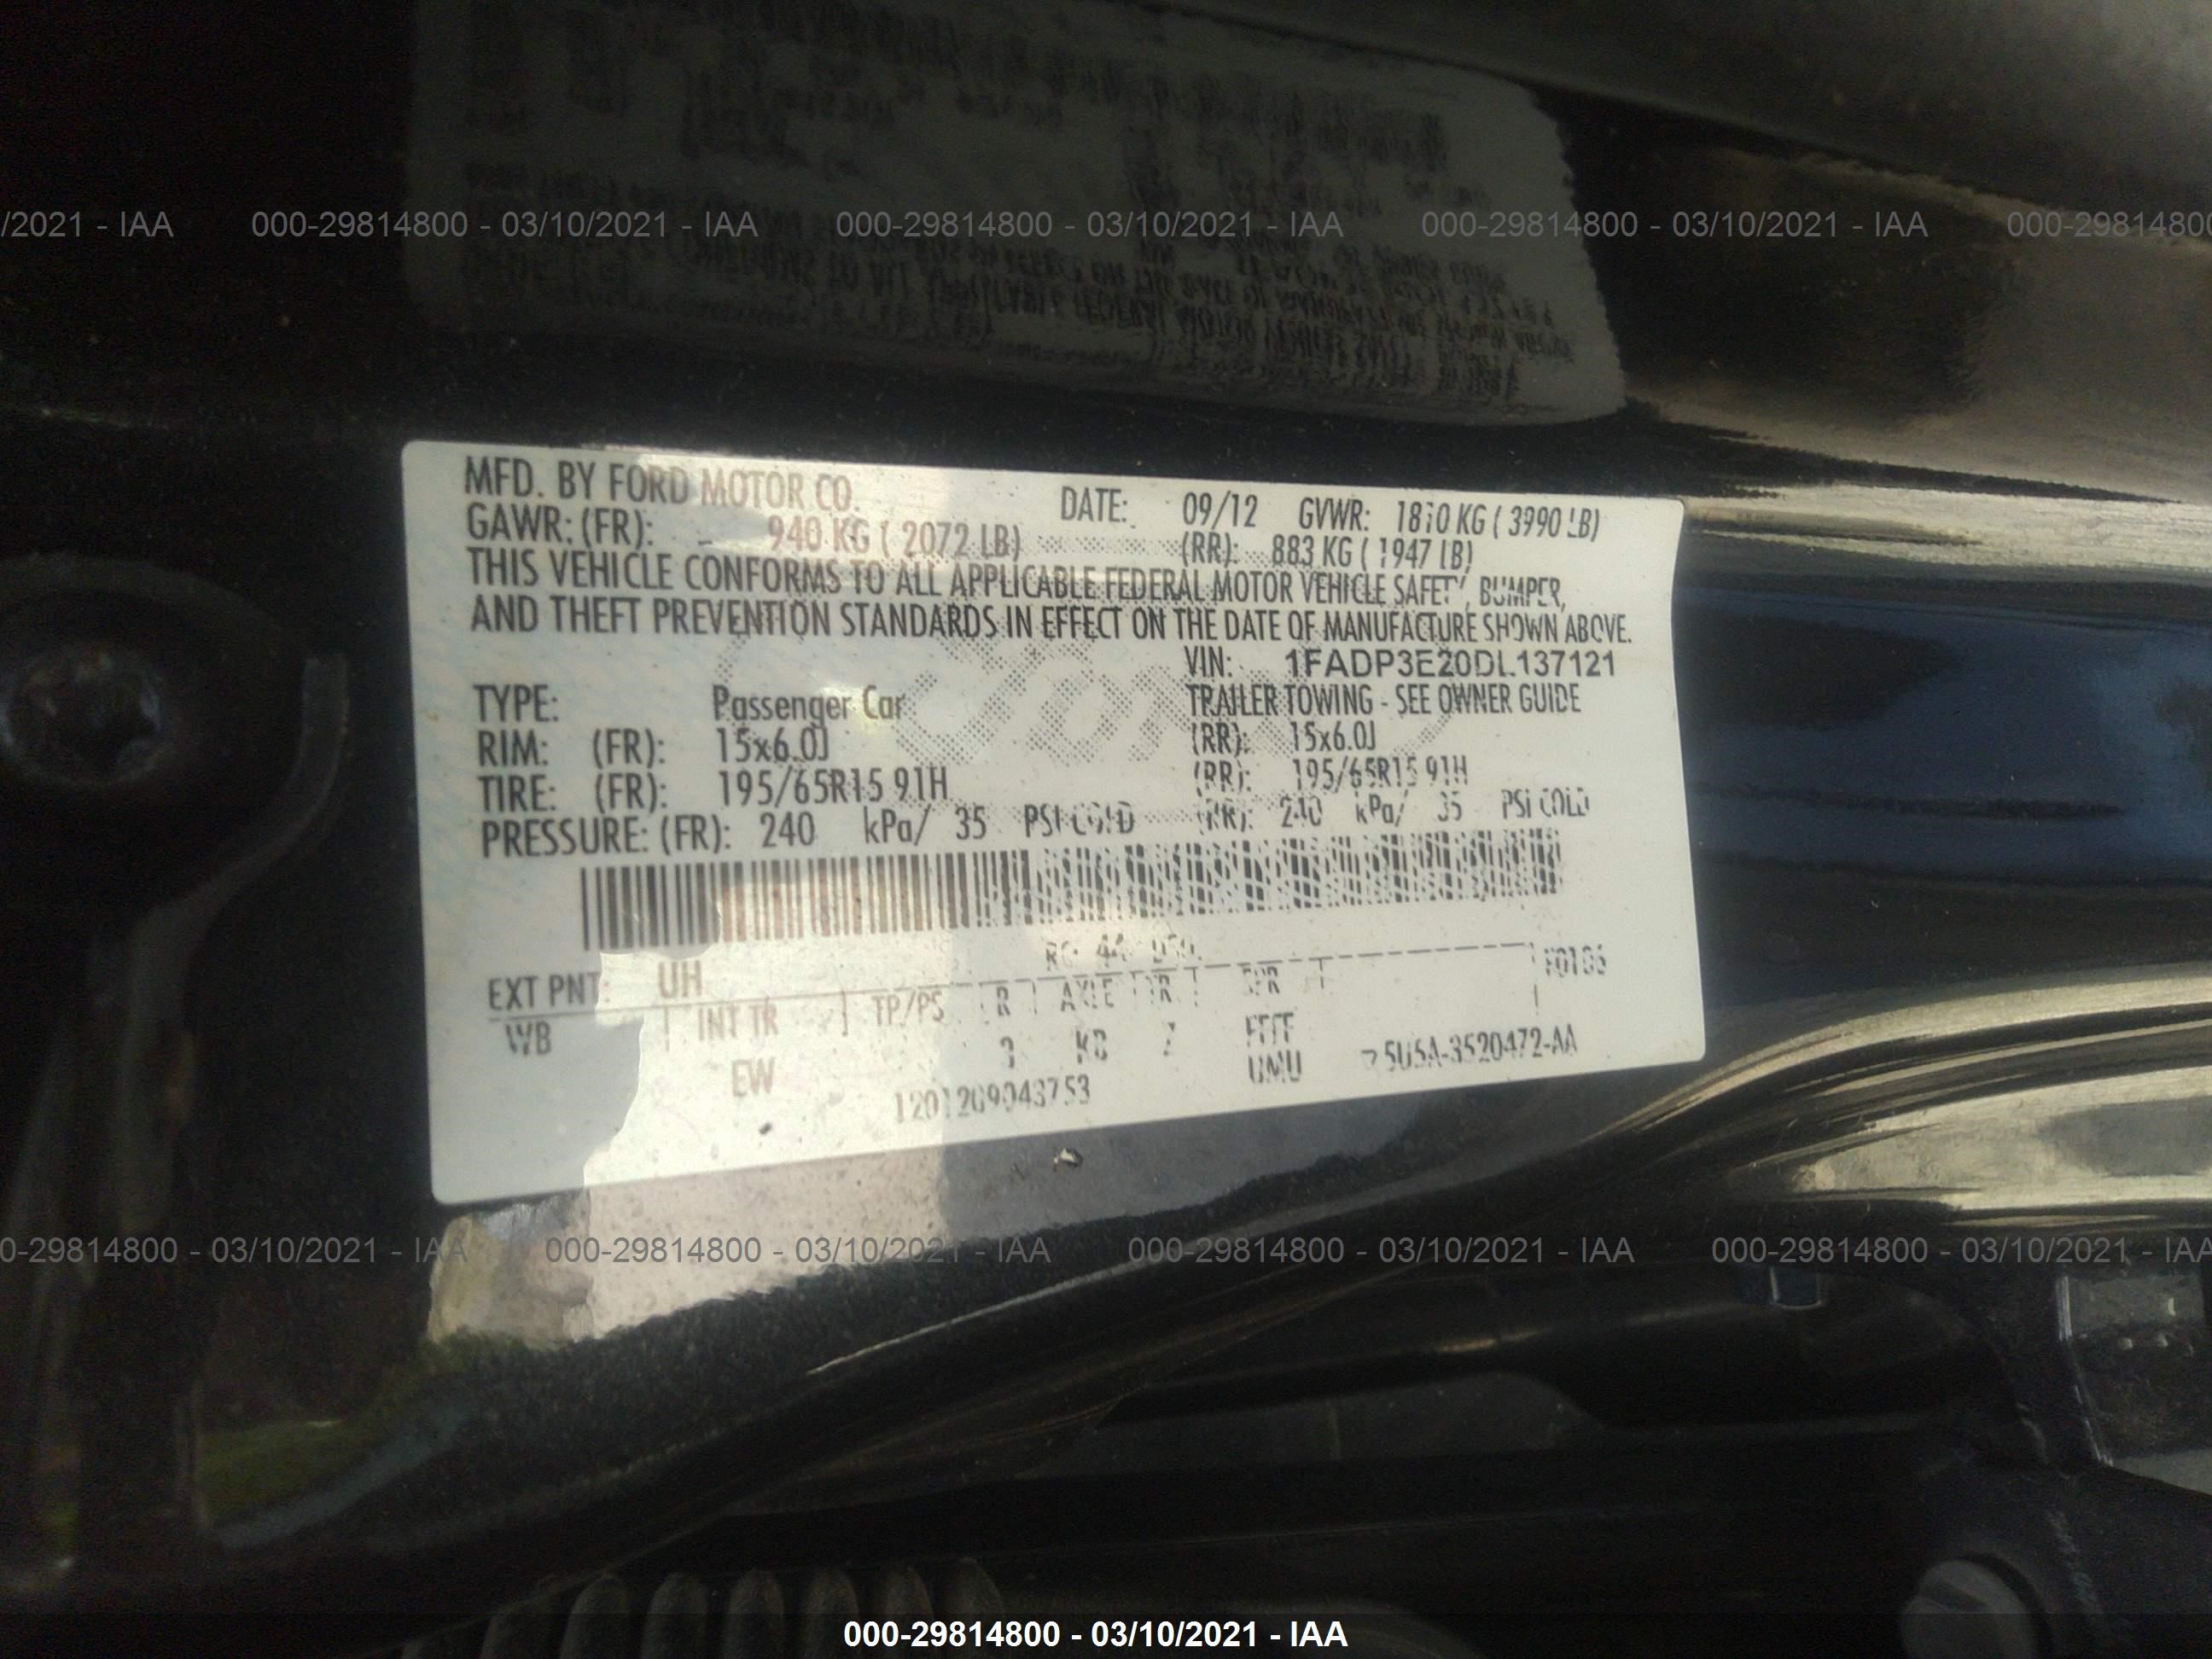 /2021 - IAA 000-29814800 - 03/10/2021 - IAA 000-29814800 - 03/10/2021 - IAA 000-29814800 - 03/10/2021 - IAA 000-2981480
MFD. BY FORD MOTOR CO. DATE: 09/12 GVWR: 1810 KG ( 3990 LB)
GAWR: (FR): 940 KG ( 2072 LB) (RR): 883 KG ( 1947 LB)
THIS VEHICLE CONFORMS TO ALL APPLICABLE FEDERAL MOTOR VEHICLE SAFETY, BUMPER,
AND THEFT PREVENTION STANDARDS IN EFFECT ON THE DATE OF MANUFACTURE SHOWN ABOVE.
VIN: 1FADP3E20DL137121
TYPE: Passenger Car TRAILER TOWING - SEE OWNER GUIDE
RIM: (FR): 15x6.0J (RR): 15x6.0J
TIRE: (FR): 195/65R15 91H (RR): 195/65R15 91H
PRESSURE: (FR): 240 kPa/ 35 PSI COLD (RR): 240 kPa/ 35 PSI COLD
EXT PNT: UH
WB INT TR TP/PS R AXLE TR SPR
EW
1201209043753
5U5A-3520472-AA
0-29814800 - 03/10/2021 - IAA 000-29814800 - 03/10/2021 - IAA 000-29814800 - 03/10/2021 - IAA 000-29814800 - 03/10/2021 - IAA
000-29814800 - 03/10/2021 - IAA